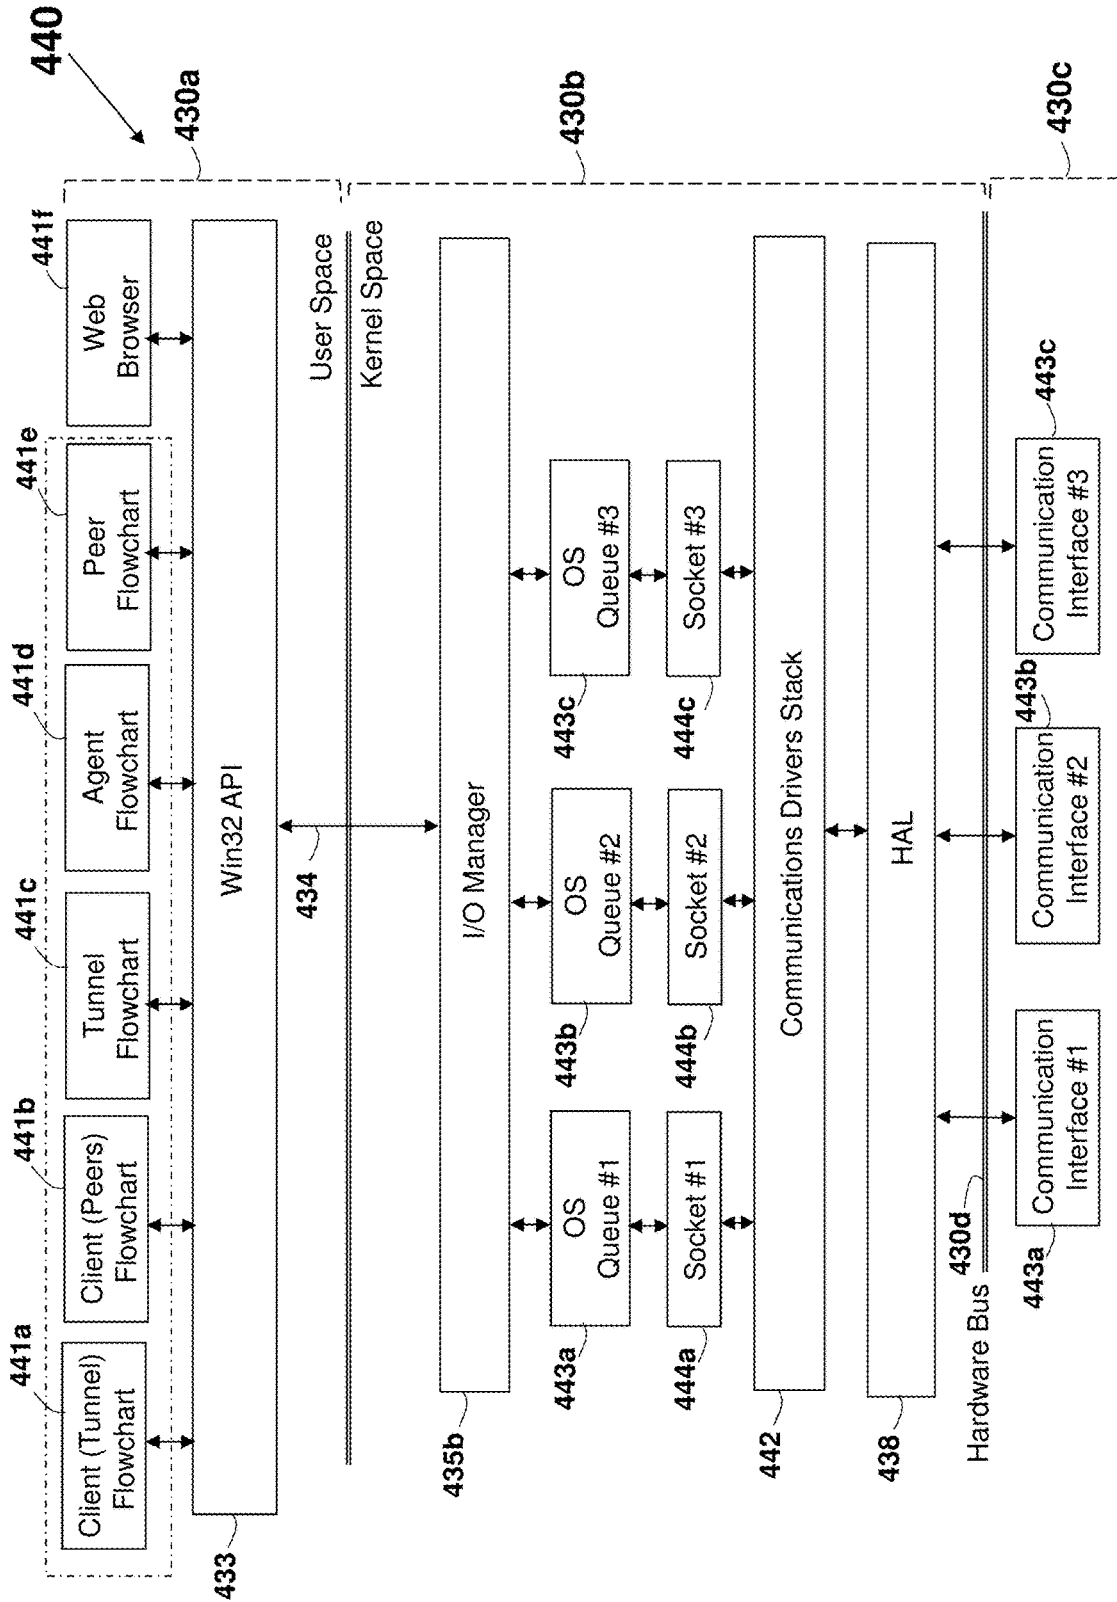 440
441a
441b
441c
441d
441e
441f
430a
Client (Tunnel)
Flowchart
Client (Peers)
Flowchart
Tunnel
Flowchart
Agent
Flowchart
Peer
Flowchart
Web
Browser
433
Win32 API
434
User Space
Kernel Space
430b
435b
I/O Manager
OS
Queue #1
OS
Queue #2
OS
Queue #3
443a
443b
443c
Socket #1
Socket #2
Socket #3
444a
444b
444c
442
Communications Drivers Stack
438
HAL
Hardware Bus
430d
430c
443a
Communication
Interface #1
443b
Communication
Interface #2
443c
Communication
Interface #3